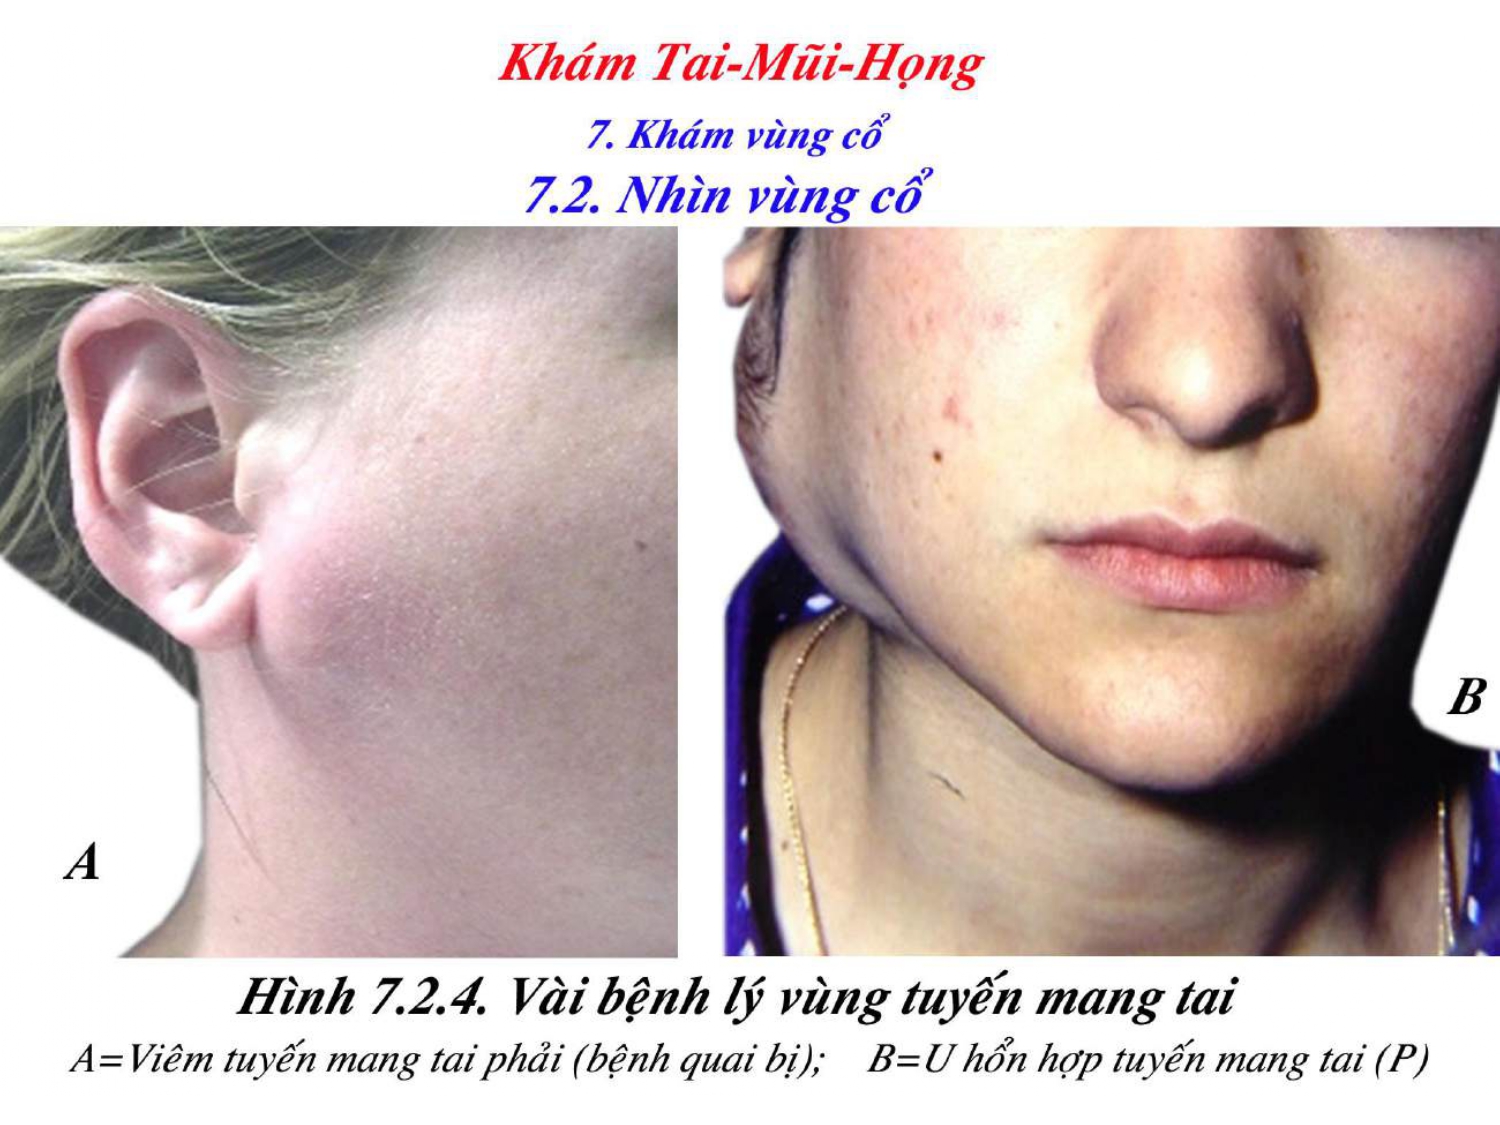 Khám Tai-Mũi-Họng
7. Khám vùng cổ
7.2. Nhìn vùng cổ
A
B
Hình 7.2.4. Vài bệnh lý vùng tuyến mang tai
A=Viêm tuyến mang tai phải (bệnh quai bị); B=U hổn hợp tuyến mang tai (P)